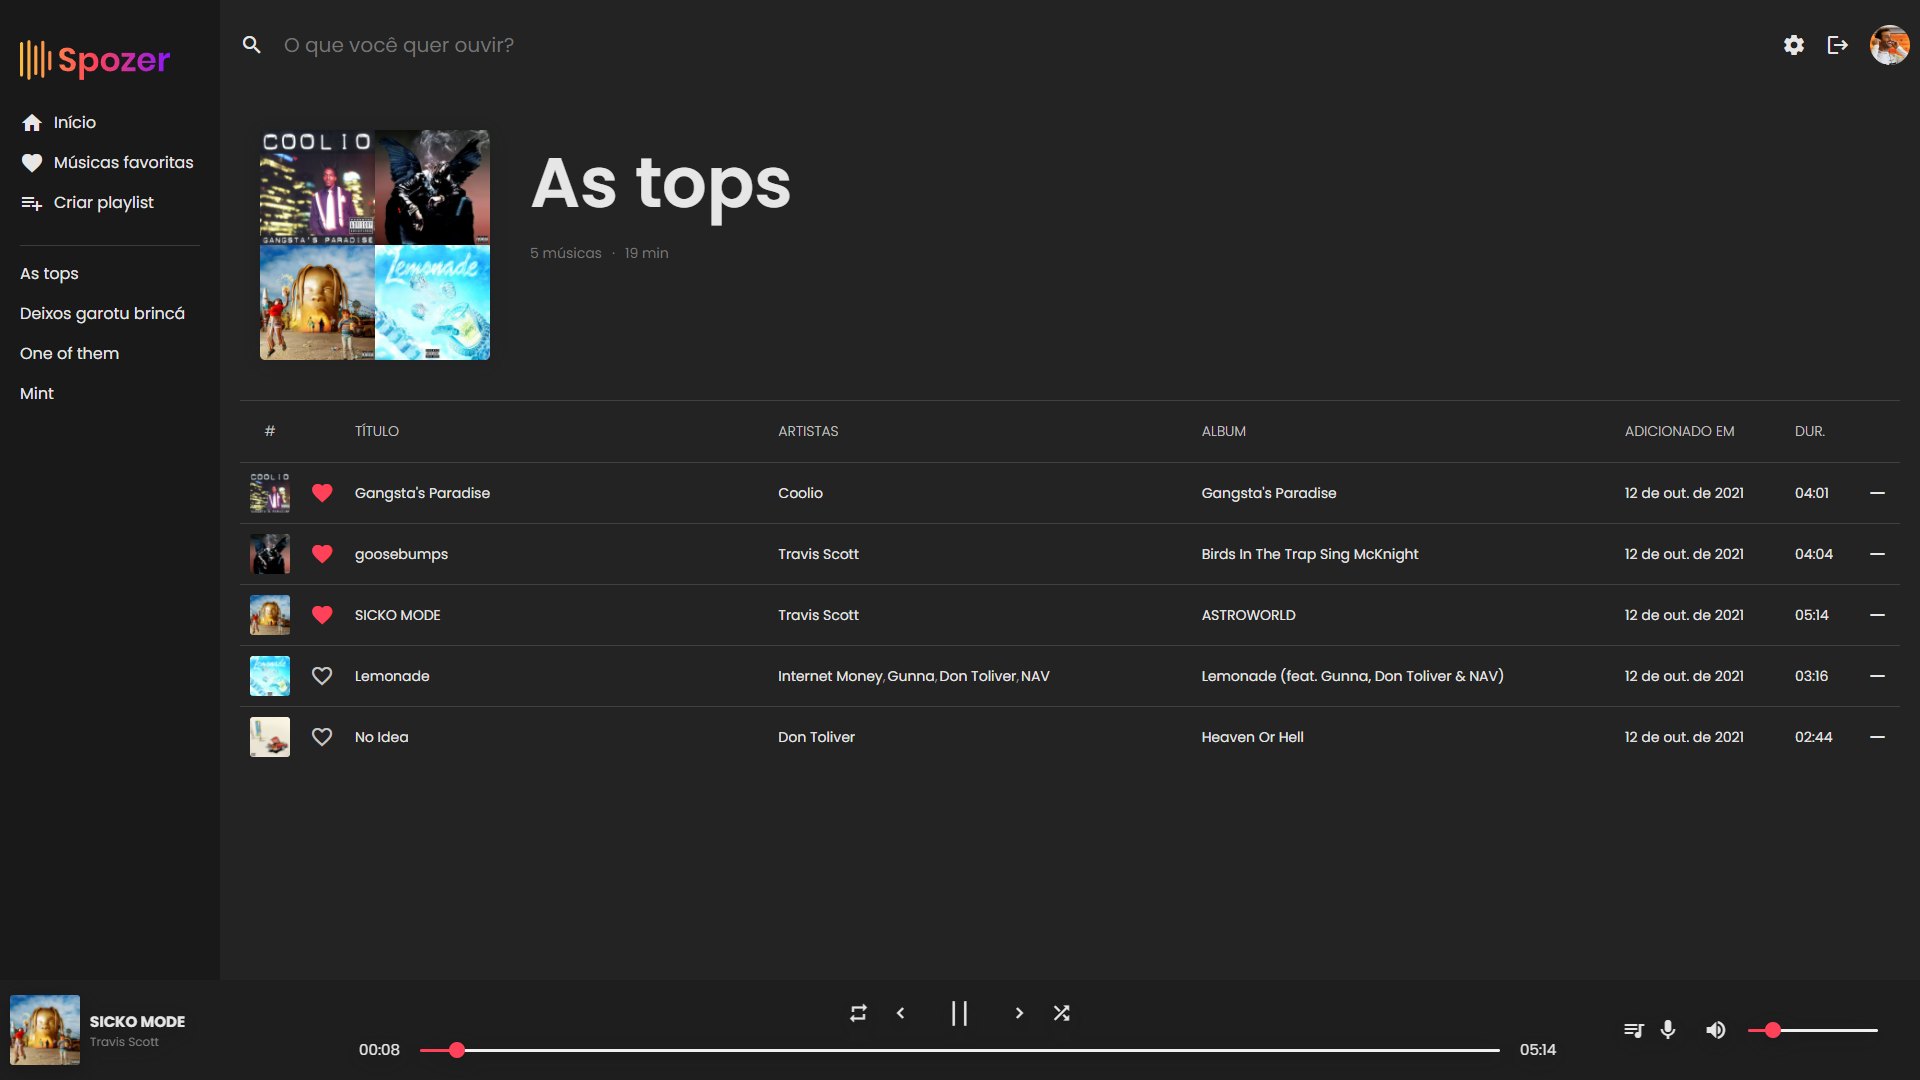 Spozer
Início
Músicas favoritas
Criar playlist
As tops
Deixos garotu brincá
One of them
Mint
O que você quer ouvir?
COOLIO
GANGSTA'S PARADISE
Lemonade
As tops
5 músicas · 19 min
# TÍTULO ARTISTAS ALBUM ADICIONADO EM DUR.
Gangsta's Paradise Coolio Gangsta's Paradise 12 de out. de 2021 04:01
goosebumps Travis Scott Birds In The Trap Sing McKnight 12 de out. de 2021 04:04
SICKO MODE Travis Scott ASTROWORLD 12 de out. de 2021 05:14
Lemonade Internet Money, Gunna, Don Toliver, NAV Lemonade (feat. Gunna, Don Toliver & NAV) 12 de out. de 2021 03:16
No Idea Don Toliver Heaven Or Hell 12 de out. de 2021 02:44
SICKO MODE
Travis Scott
00:08 05:14